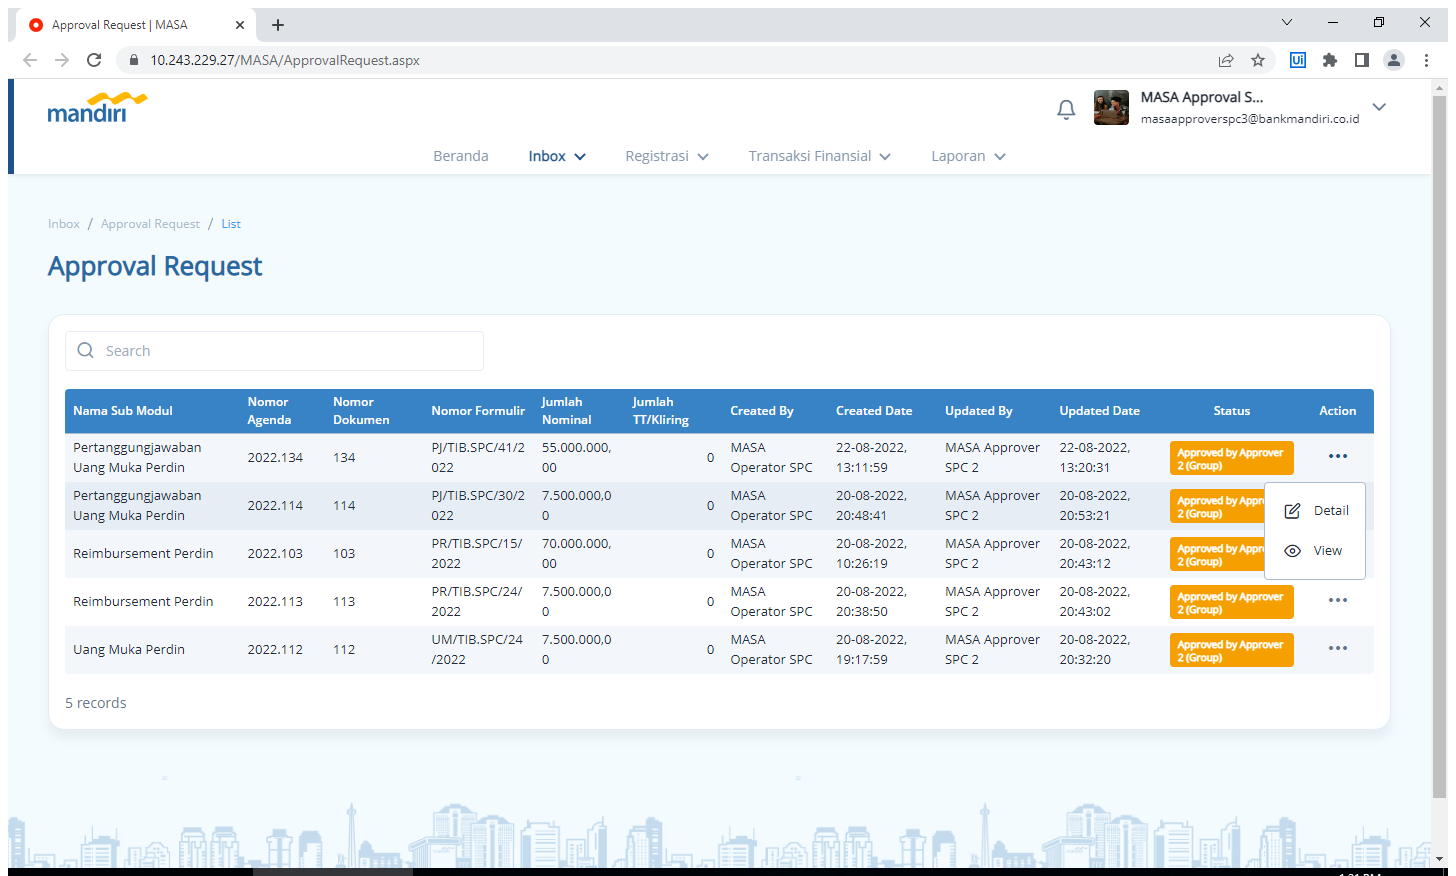 Approval Request | MASA
10.243.229.27/MASA/ApprovalRequest.aspx
Ui
mandiri
MASA Approval S...
masaapproverspc3@bankmandiri.co.id
Beranda Inbox Registrasi Transaksi Finansial Laporan
Inbox / Approval Request / List
Approval Request
Search
Nama Sub Modul Nomor Agenda Nomor Dokumen Nomor Formulir Jumlah Nominal Jumlah TT/Kliring Created By Created Date Updated By Updated Date Status Action
Pertanggungjawaban Uang Muka Perdin 2022.134 134 PJ/TIB.SPC/41/2022 55.000.000,00 0 MASA Operator SPC 22-08-2022, 13:11:59 MASA Approver SPC 2 22-08-2022, 13:20:31 Approved by Approver 2 (Group) •••
Pertanggungjawaban Uang Muka Perdin 2022.114 114 PJ/TIB.SPC/30/2022 7.500.000,00 0 MASA Operator SPC 20-08-2022, 20:48:41 MASA Approver SPC 2 20-08-2022, 20:53:21 Approved by Appro 2 (Group)
Detail
View
Reimbursement Perdin 2022.103 103 PR/TIB.SPC/15/2022 70.000.000,00 0 MASA Operator SPC 20-08-2022, 10:26:19 MASA Approver SPC 2 20-08-2022, 20:43:12 Approved by Appro 2 (Group)
Reimbursement Perdin 2022.113 113 PR/TIB.SPC/24/2022 7.500.000,00 0 MASA Operator SPC 20-08-2022, 20:38:50 MASA Approver SPC 2 20-08-2022, 20:43:02 Approved by Approver 2 (Group) •••
Uang Muka Perdin 2022.112 112 UM/TIB.SPC/24/2022 7.500.000,00 0 MASA Operator SPC 20-08-2022, 19:17:59 MASA Approver SPC 2 20-08-2022, 20:32:20 Approved by Approver 2 (Group) •••
5 records